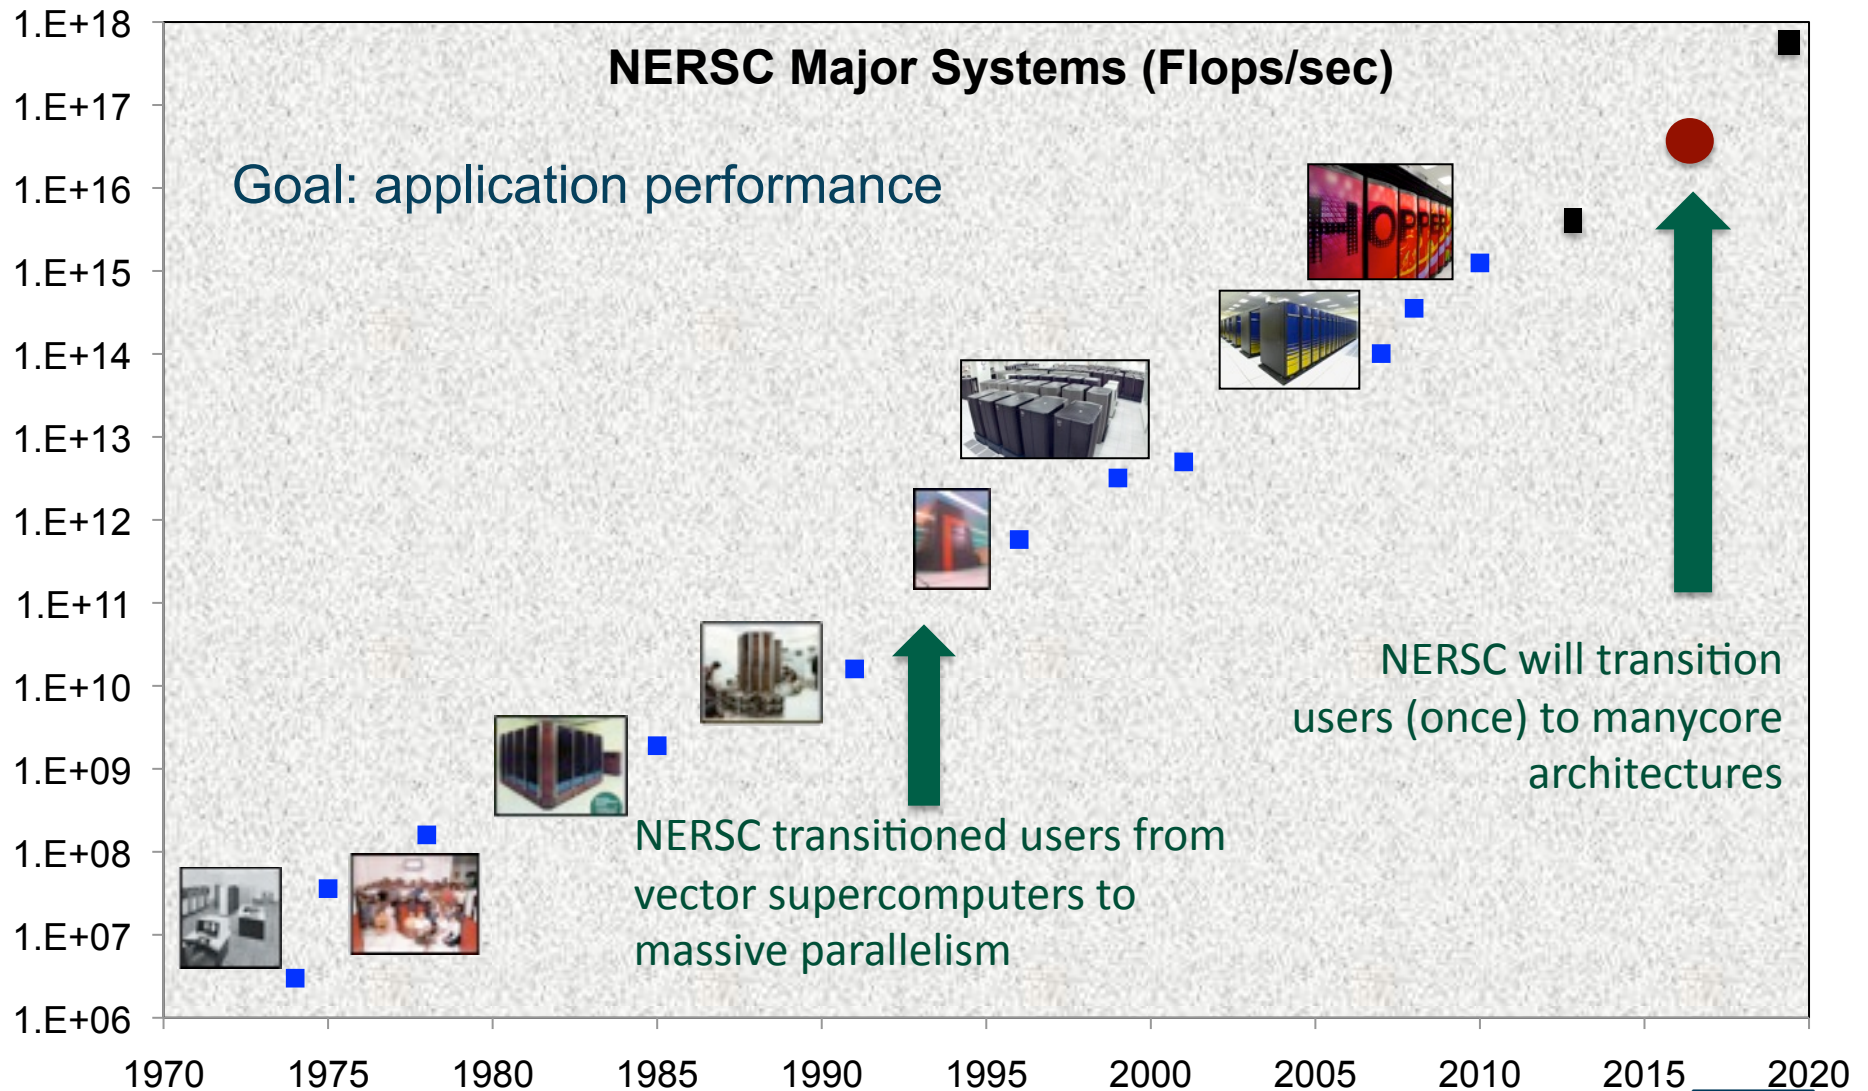 NERSC Major Systems (Flops/sec)
Goal: application performance
1.E+18
1.E+17
1.E+16
1.E+15
1.E+14
1.E+13
1.E+12
1.E+11
1.E+10
1.E+09
1.E+08
1.E+07
1.E+06
HOPPER
NERSC will transition
users (once) to manycore
architectures
NERSC transitioned users from
vector supercomputers to
massive parallelism
1970 1975 1980 1985 1990 1995 2000 2005 2010 2015 2020